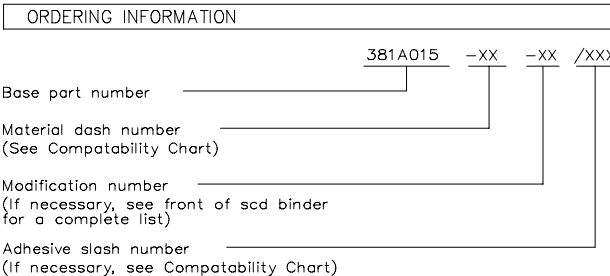 ORDERING INFORMATION
381A015 -XX -XX /XXX
Base part number
Material dash number
(See Compatability Chart)
Modification number
(If necessary, see front of scd binder
for a complete list)
Adhesive slash number
(If necessary, see Compatability Chart)